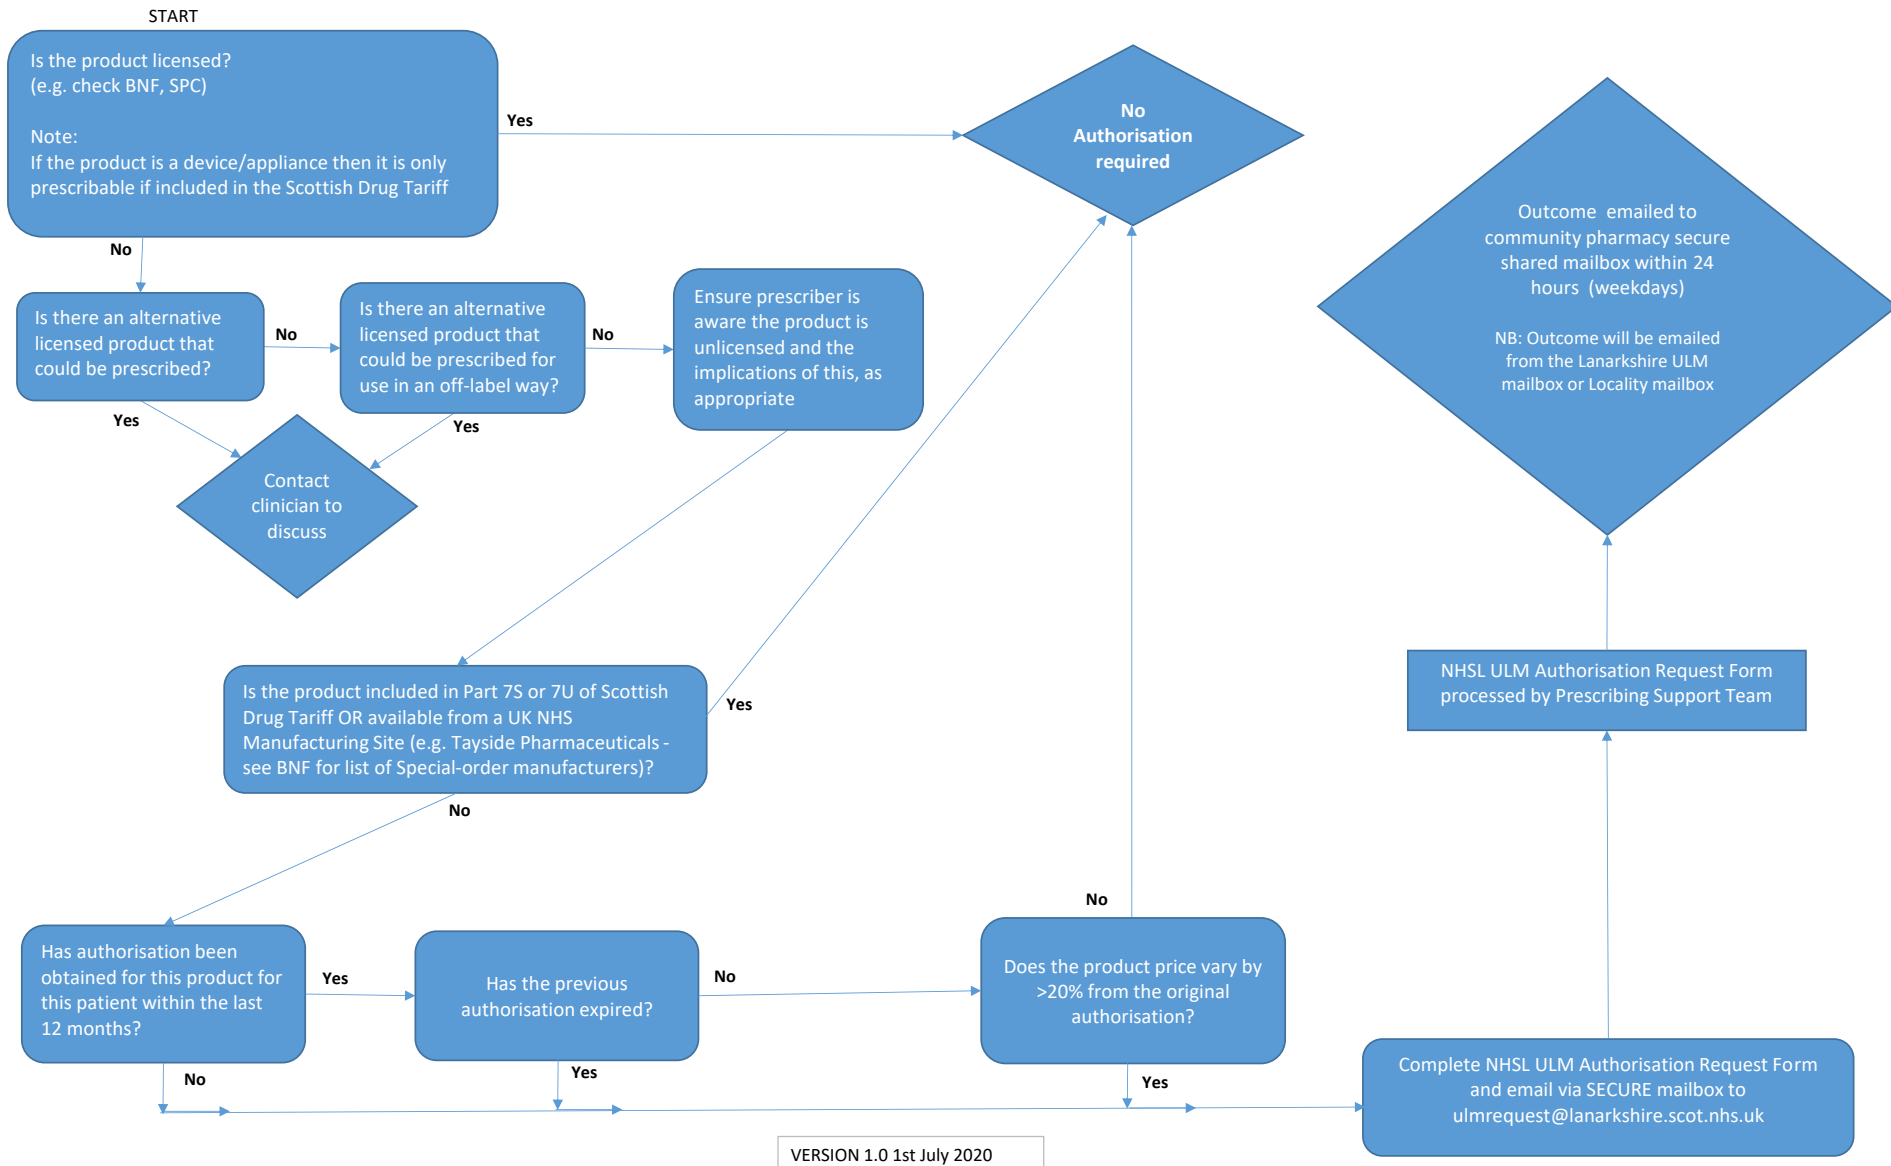 START
Is the product licensed?
(e.g. check BNF, SPC)
Note:
If the product is a device/appliance then it is only
prescribable if included in the Scottish Drug Tariff
Yes
No
Authorisation
required
No
Is there an alternative
licensed product that
could be prescribed?
No
Is there an alternative
licensed product that
could be prescribed for
use in an off-label way?
No
Ensure prescriber is
aware the product is
unlicensed and the
implications of this, as
appropriate
Yes
Yes
Contact
clinician to
discuss
Outcome  emailed to
community pharmacy secure
shared mailbox within 24
hours  (weekdays)
NB: Outcome will be emailed
from the Lanarkshire ULM
mailbox or Locality mailbox
Is the product included in Part 7S or 7U of Scottish
Drug Tariff OR available from a UK NHS
Manufacturing Site (e.g. Tayside Pharmaceuticals -
see BNF for list of Special-order manufacturers)?
Yes
No
NHSL ULM Authorisation Request Form
processed by Prescribing Support Team
Has authorisation been
obtained for this product for
this patient within the last
12 months?
Yes
Has the previous
authorisation expired?
No
Does the product price vary by
>20% from the original
authorisation?
No
No
Yes
Yes
Complete NHSL ULM Authorisation Request Form
and email via SECURE mailbox to
ulmrequest@lanarkshire.scot.nhs.uk
VERSION 1.0 1st July 2020